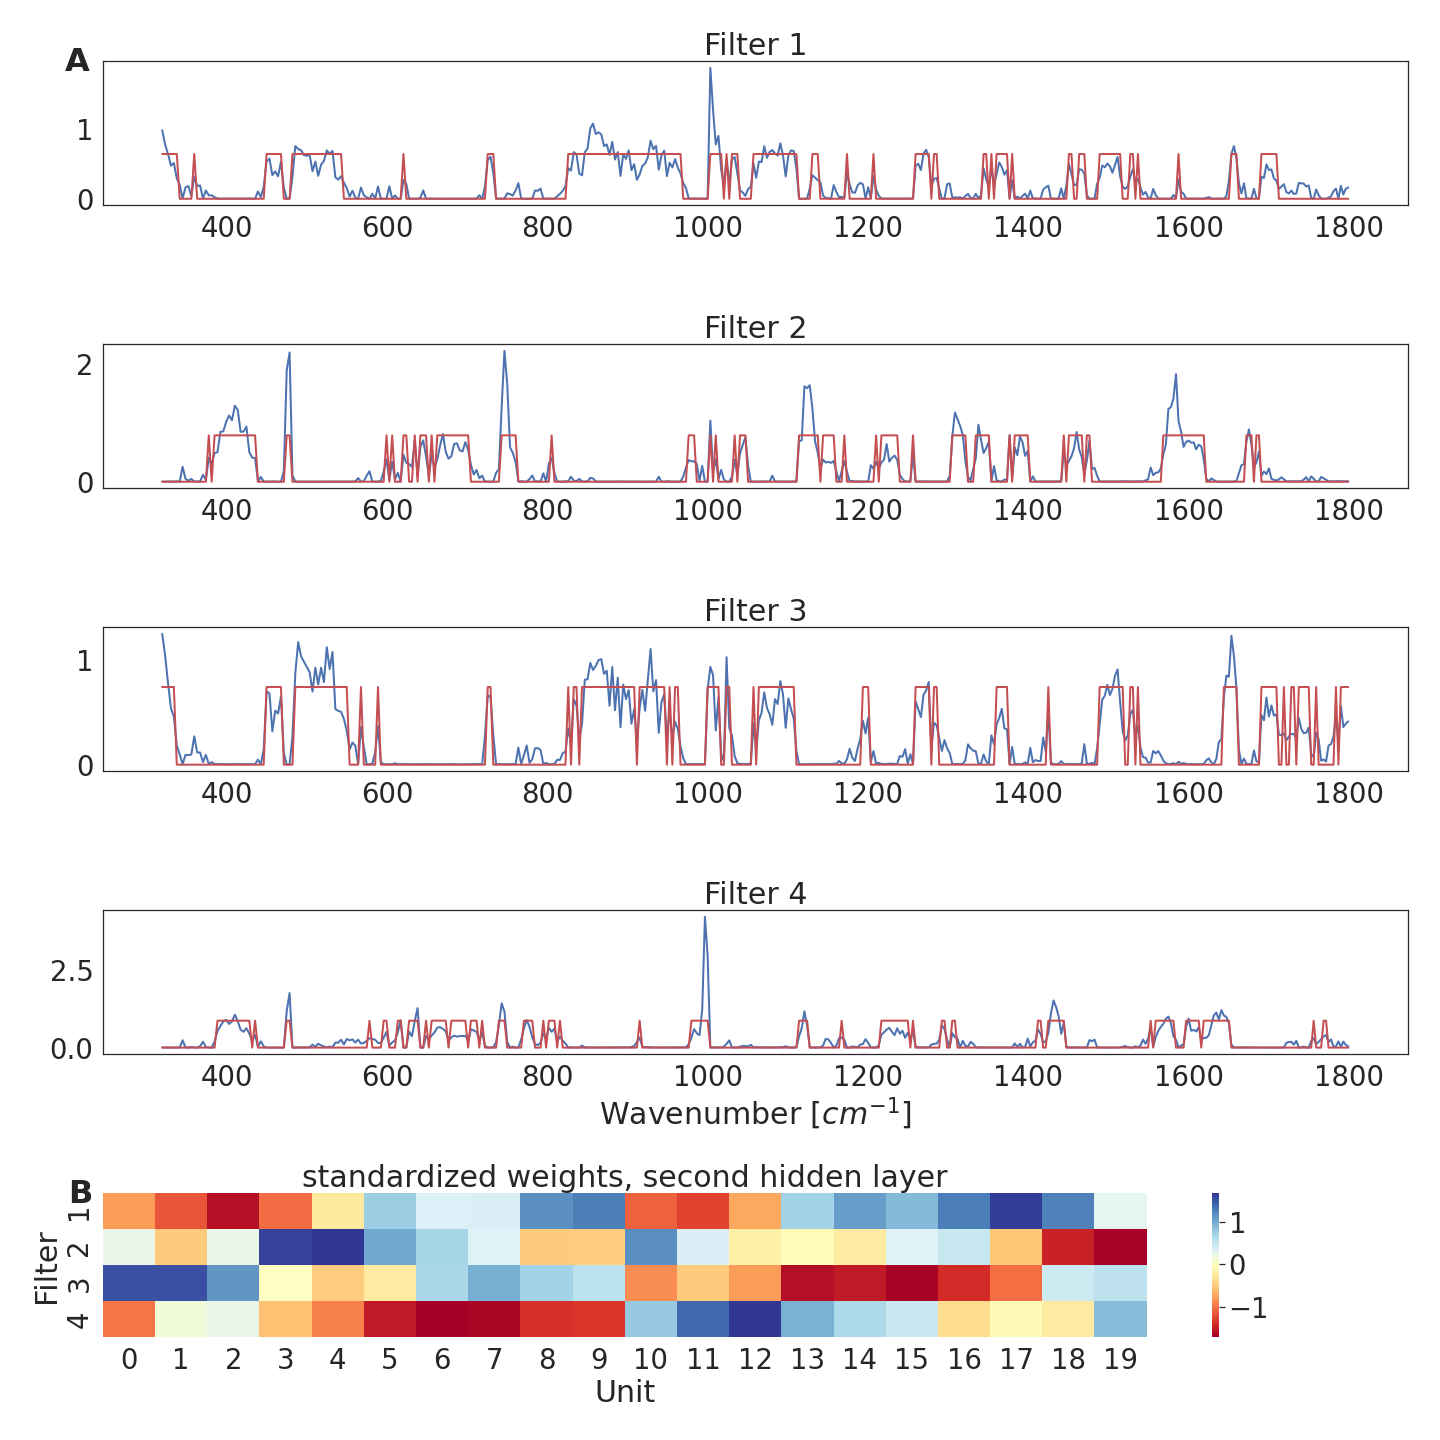 A
Filter 1
1
0
400 600 800 1000 1200 1400 1600 1800
Filter 2
2
0
400 600 800 1000 1200 1400 1600 1800
Filter 3
1
0
400 600 800 1000 1200 1400 1600 1800
Filter 4
2.5
0.0
400 600 800 1000 1200 1400 1600 1800
Wavenumber [cm⁻¹]
B
standardized weights, second hidden layer
Filter
1
2
3
4
0 1 2 3 4 5 6 7 8 9 10 11 12 13 14 15 16 17 18 19
Unit
1
0
−1